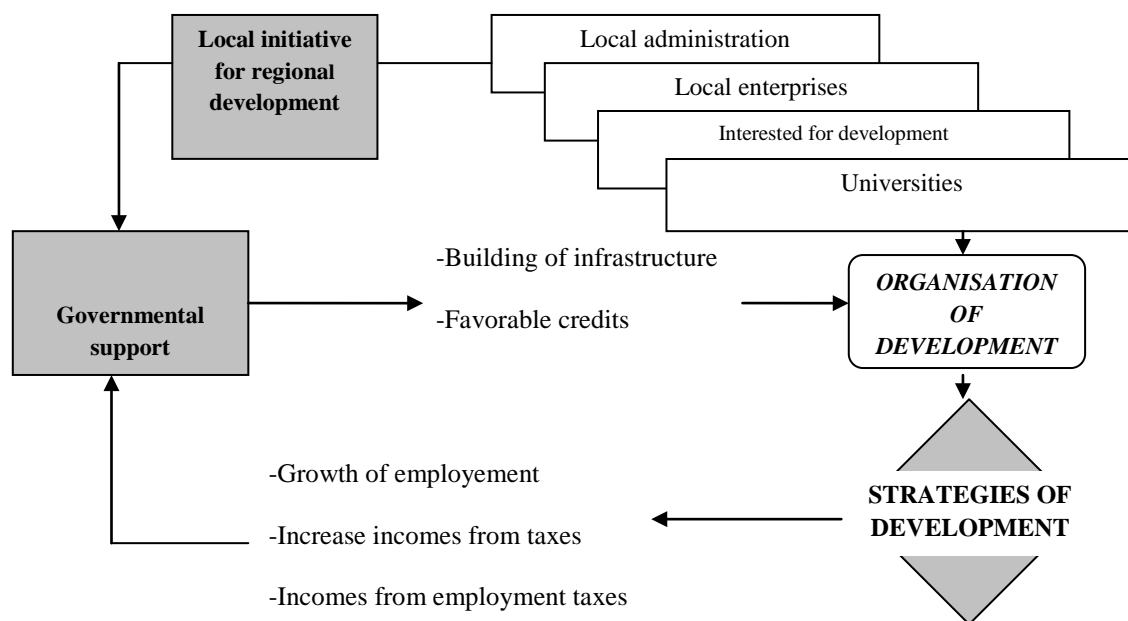 Local initiative
for regional
development
Local administration
Local enterprises
Interested for development
Universities
Governmental
support
-Building of infrastructure
-Favorable credits
ORGANISATION
OF
DEVELOPMENT
-Growth of employement
-Increase incomes from taxes
-Incomes from employment taxes
STRATEGIES OF
DEVELOPMENT